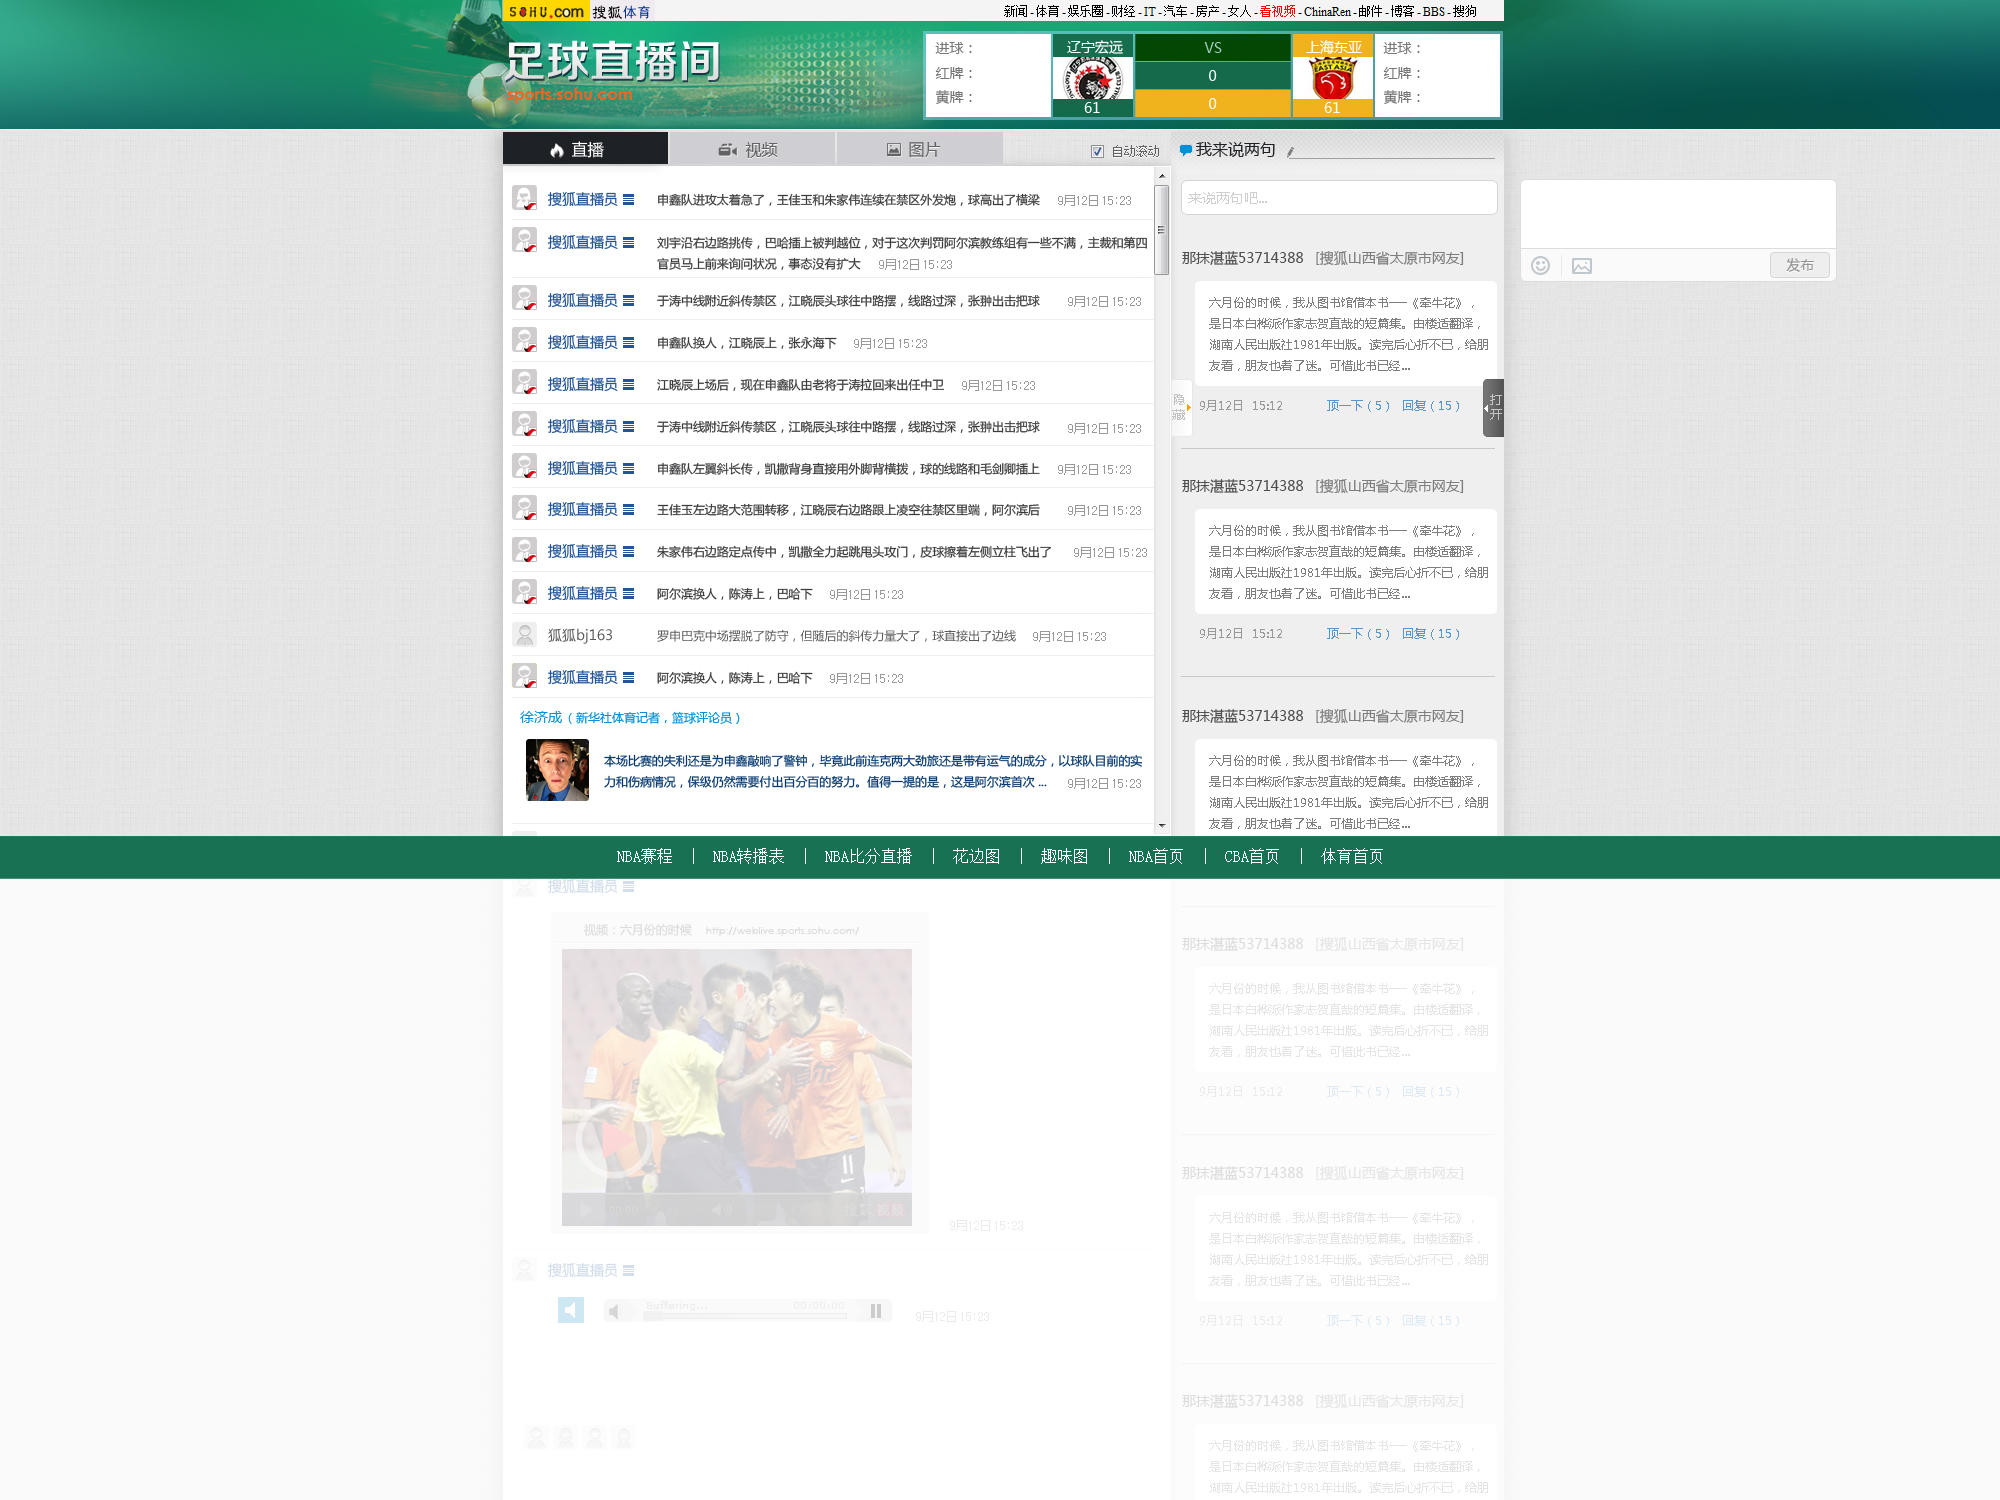 SOHU.com 搜狐体育
新闻-体育-娱乐圈-财经-IT-汽车-房产-女人-看视频-ChinaRen-邮件-博客-BBS-搜狗
足球直播间
sports.sohu.com
进球：
红牌：
黄牌：
辽宁宏远
61
VS
0
0
上海东亚
61
进球：
红牌：
黄牌：
直播
视频
图片
自动滚动
搜狐直播员 申鑫队进攻太着急了，王佳玉和朱家伟连续在禁区外发炮，球高出了横梁 9月12日 15:23
搜狐直播员 刘宇沿右边路挑传，巴哈插上被判越位，对于这次判罚阿尔滨教练组有一些不满，主裁和第四
官员马上前来询问状况，事态没有扩大 9月12日 15:23
搜狐直播员 于涛中线附近斜传禁区，江晓辰头球往中路摆，线路过深，张翀出击把球 9月12日 15:23
搜狐直播员 申鑫队换人，江晓辰上，张永海下 9月12日 15:23
搜狐直播员 江晓辰上场后，现在申鑫队由老将于涛拉回来出任中卫 9月12日 15:23
搜狐直播员 于涛中线附近斜传禁区，江晓辰头球往中路摆，线路过深，张翀出击把球 9月12日 15:23
搜狐直播员 申鑫队左翼斜长传，凯撒背身直接用外脚背横拨，球的线路和毛剑卿插上 9月12日 15:23
搜狐直播员 王佳玉左边路大范围转移，江晓辰右边路跟上凌空往禁区里端，阿尔滨后 9月12日 15:23
搜狐直播员 朱家伟右边路定点传中，凯撒全力起跳甩头攻门，皮球擦着左侧立柱飞出了 9月12日 15:23
搜狐直播员 阿尔滨换人，陈涛上，巴哈下 9月12日 15:23
狐狐bj163 罗申巴克中场摆脱了防守，但随后的斜传力量大了，球直接出了边线 9月12日 15:23
搜狐直播员 阿尔滨换人，陈涛上，巴哈下 9月12日 15:23
徐济成（新华社体育记者，篮球评论员）
本场比赛的失利还是为申鑫敲响了警钟，毕竟此前连克两大劲旅还是带有运气的成分，以球队目前的实
力和伤病情况，保级仍然需要付出百分百的努力。值得一提的是，这是阿尔滨首次 ... 9月12日 15:23
我来说两句
来说两句吧...
那抹湛蓝53714388 [搜狐山西省太原市网友]
六月份的时候，我从图书馆借本书──《牵牛花》，
是日本白桦派作家志贺直哉的短篇集。由楼适翻译，
湖南人民出版社1981年出版。读完后心折不已，给朋
友看，朋友也着了迷。可惜此书已经...
隐藏
打开
9月12日 15:12 顶一下（5） 回复（15）
那抹湛蓝53714388 [搜狐山西省太原市网友]
六月份的时候，我从图书馆借本书──《牵牛花》，
是日本白桦派作家志贺直哉的短篇集。由楼适翻译，
湖南人民出版社1981年出版。读完后心折不已，给朋
友看，朋友也着了迷。可惜此书已经...
9月12日 15:12 顶一下（5） 回复（15）
那抹湛蓝53714388 [搜狐山西省太原市网友]
六月份的时候，我从图书馆借本书──《牵牛花》，
是日本白桦派作家志贺直哉的短篇集。由楼适翻译，
湖南人民出版社1981年出版。读完后心折不已，给朋
友看，朋友也着了迷。可惜此书已经...
发布
NBA赛程 NBA转播表 NBA比分直播 花边图 趣味图 NBA首页 CBA首页 体育首页
搜狐直播员
视频：六月份的时候 http://weblive.sports.sohu.com/
11
00:00
搜狐 视频
9月12日 15:23
搜狐直播员
Buffering... 00:00:00
9月12日 15:23
那抹湛蓝53714388 [搜狐山西省太原市网友]
六月份的时候，我从图书馆借本书──《牵牛花》，
是日本白桦派作家志贺直哉的短篇集。由楼适翻译，
湖南人民出版社1981年出版。读完后心折不已，给朋
友看，朋友也着了迷。可惜此书已经...
9月12日 15:12 顶一下（5） 回复（15）
那抹湛蓝53714388 [搜狐山西省太原市网友]
六月份的时候，我从图书馆借本书──《牵牛花》，
是日本白桦派作家志贺直哉的短篇集。由楼适翻译，
湖南人民出版社1981年出版。读完后心折不已，给朋
友看，朋友也着了迷。可惜此书已经...
9月12日 15:12 顶一下（5） 回复（15）
那抹湛蓝53714388 [搜狐山西省太原市网友]
六月份的时候，我从图书馆借本书──《牵牛花》，
是日本白桦派作家志贺直哉的短篇集。由楼适翻译，
湖南人民出版社1981年出版。读完后心折不已，给朋